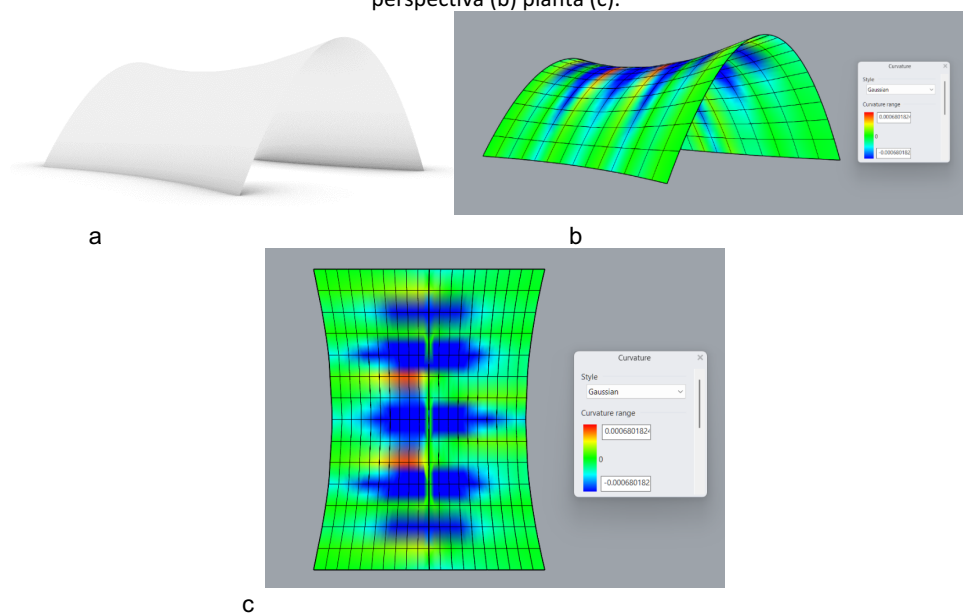 perspectiva (b) planta (c).
Curvature
Style
Gaussian
Curvature range
0.0006801824
0
-0.000680182
a
b
Curvature
Style
Gaussian
Curvature range
0.0006801824
0
-0.000680182
c